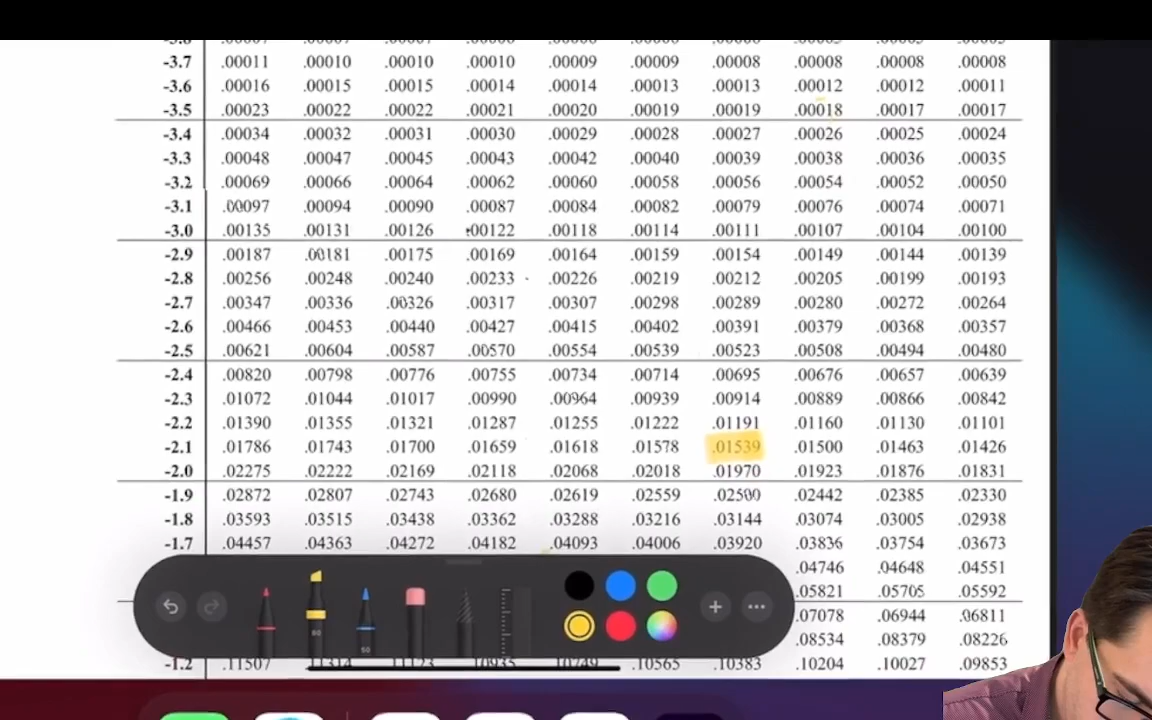 -3.7 .00011 .00010 .00010 .00010 .00009 .00009 .00008 .00008 .00008 .00008
-3.6 .00016 .00015 .00015 .00014 .00014 .00013 .00013 .00012 .00012 .00011
-3.5 .00023 .00022 .00022 .00021 .00020 .00019 .00019 .00018 .00017 .00017
-3.4 .00034 .00032 .00031 .00030 .00029 .00028 .00027 .00026 .00025 .00024
-3.3 .00048 .00047 .00045 .00043 .00042 .00040 .00039 .00038 .00036 .00035
-3.2 .00069 .00066 .00064 .00062 .00060 .00058 .00056 .00054 .00052 .00050
-3.1 .00097 .00094 .00090 .00087 .00084 .00082 .00079 .00076 .00074 .00071
-3.0 .00135 .00131 .00126 .00122 .00118 .00114 .00111 .00107 .00104 .00100
-2.9 .00187 .00181 .00175 .00169 .00164 .00159 .00154 .00149 .00144 .00139
-2.8 .00256 .00248 .00240 .00233 .00226 .00219 .00212 .00205 .00199 .00193
-2.7 .00347 .00336 .00326 .00317 .00307 .00298 .00289 .00280 .00272 .00264
-2.6 .00466 .00453 .00440 .00427 .00415 .00402 .00391 .00379 .00368 .00357
-2.5 .00621 .00604 .00587 .00570 .00554 .00539 .00523 .00508 .00494 .00480
-2.4 .00820 .00798 .00776 .00755 .00734 .00714 .00695 .00676 .00657 .00639
-2.3 .01072 .01044 .01017 .00990 .00964 .00939 .00914 .00889 .00866 .00842
-2.2 .01390 .01355 .01321 .01287 .01255 .01222 .01191 .01160 .01130 .01101
-2.1 .01786 .01743 .01700 .01659 .01618 .01578 .01539 .01500 .01463 .01426
-2.0 .02275 .02222 .02169 .02118 .02068 .02018 .01970 .01923 .01876 .01831
-1.9 .02872 .02807 .02743 .02680 .02619 .02559 .02500 .02442 .02385 .02330
-1.8 .03593 .03515 .03438 .03362 .03288 .03216 .03144 .03074 .03005 .02938
-1.7 .04457 .04363 .04272 .04182 .04093 .04006 .03920 .03836 .03754 .03673
.04746 .04648 .04551
.05821 .05705 .05592
.07078 .06944 .06811
.08534 .08379 .08226
-1.2 .11507 .10565 .10383 .10204 .10027 .09853
80
50